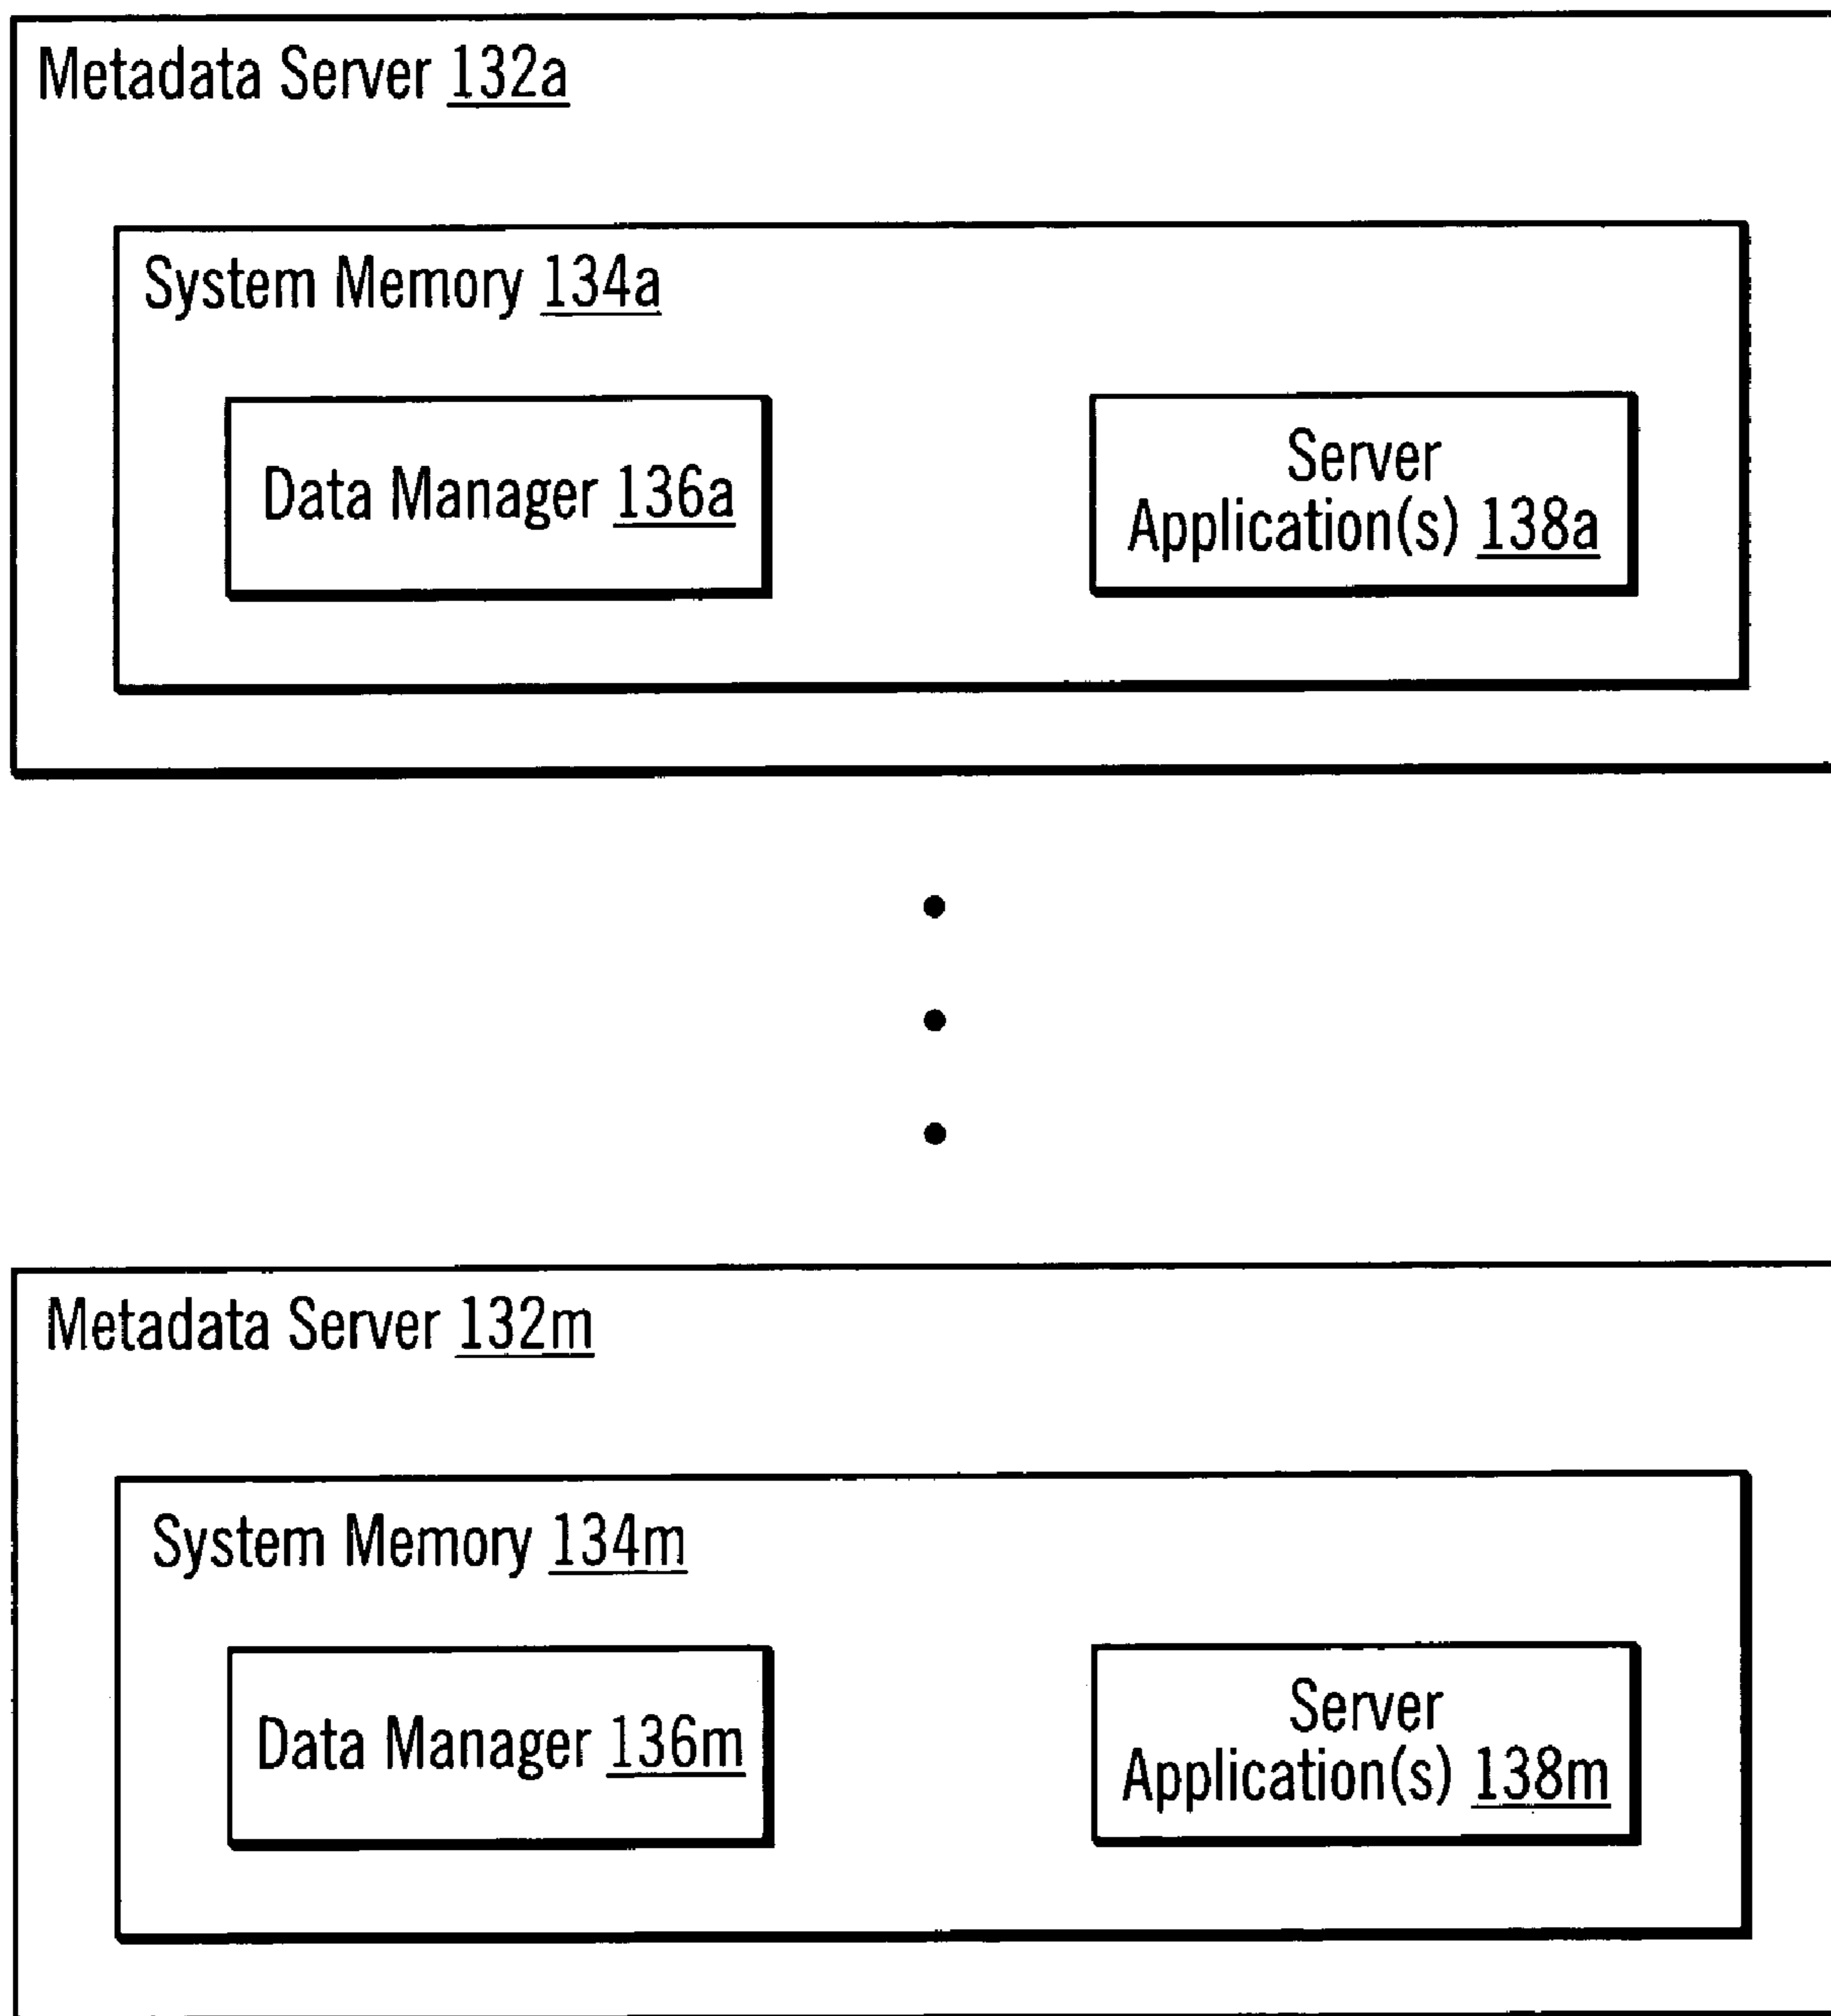 Metadata Server 132a
System Memory 134a
Data Manager 136a
Server
Application(s) 138a
Metadata Server 132m
System Memory 134m
Data Manager 136m
Server
Application(s) 138m